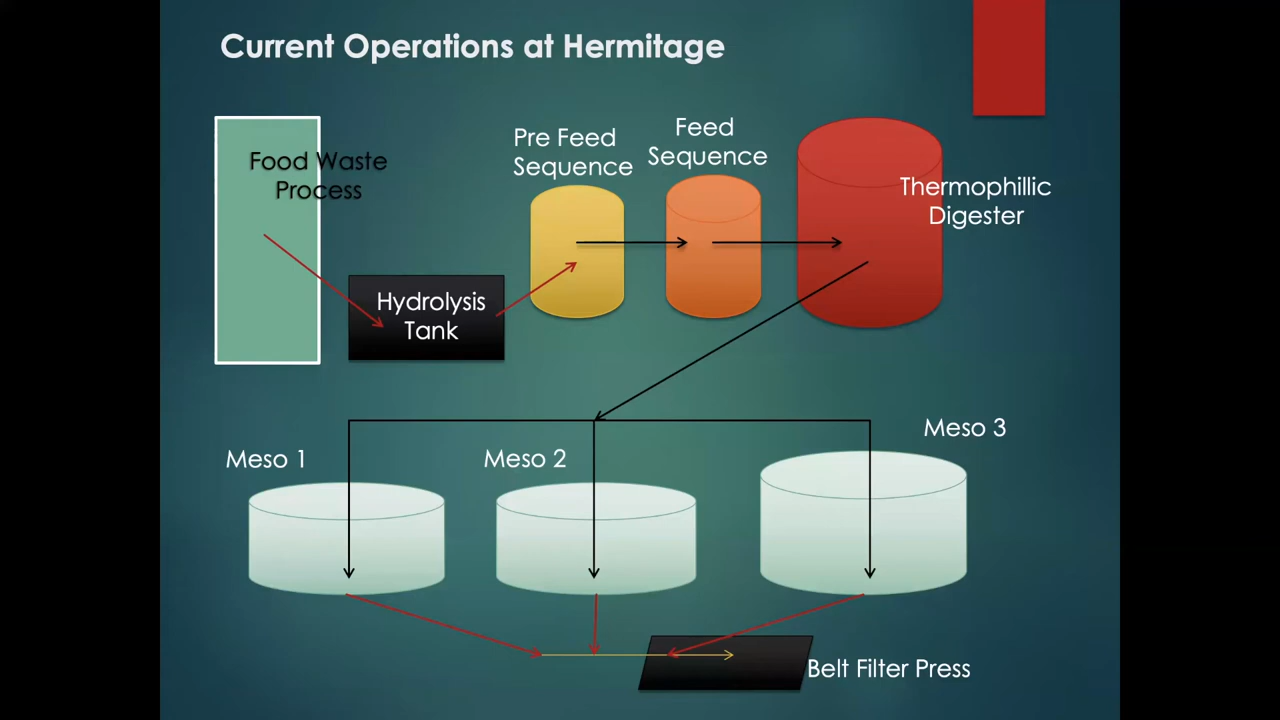 Current Operations at Hermitage
Food Waste
Process
Pre Feed
Sequence
Feed
Sequence
Thermophillic
Digester
Hydrolysis
Tank
Meso 1
Meso 2
Meso 3
Belt Filter Press